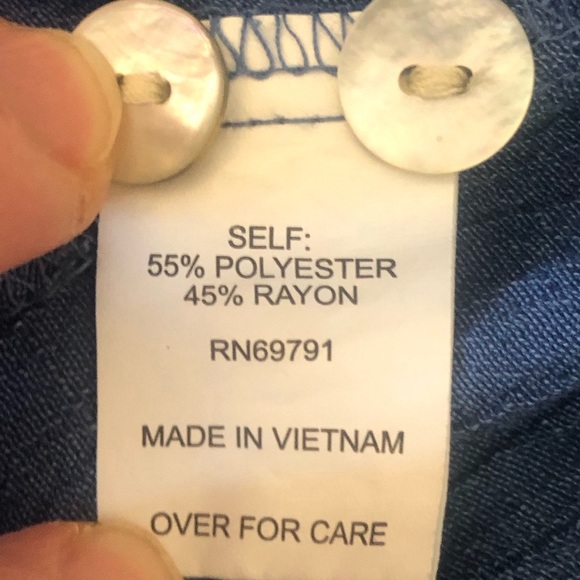 SELF:
55% POLYESTER
45% RAYON
RN69791
MADE IN VIETNAM
OVER FOR CARE